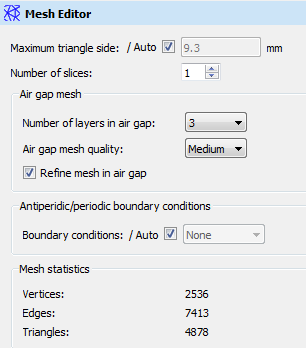 Mesh Editor
Maximum triangle side: / Auto 9.3 mm
Number of slices: 1
Air gap mesh
Number of layers in air gap: 3
Air gap mesh quality: Medium
Refine mesh in air gap
Antiperidic/periodic boundary conditions
Boundary conditions: / Auto None
Mesh statistics
Vertices: 2536
Edges: 7413
Triangles: 4878